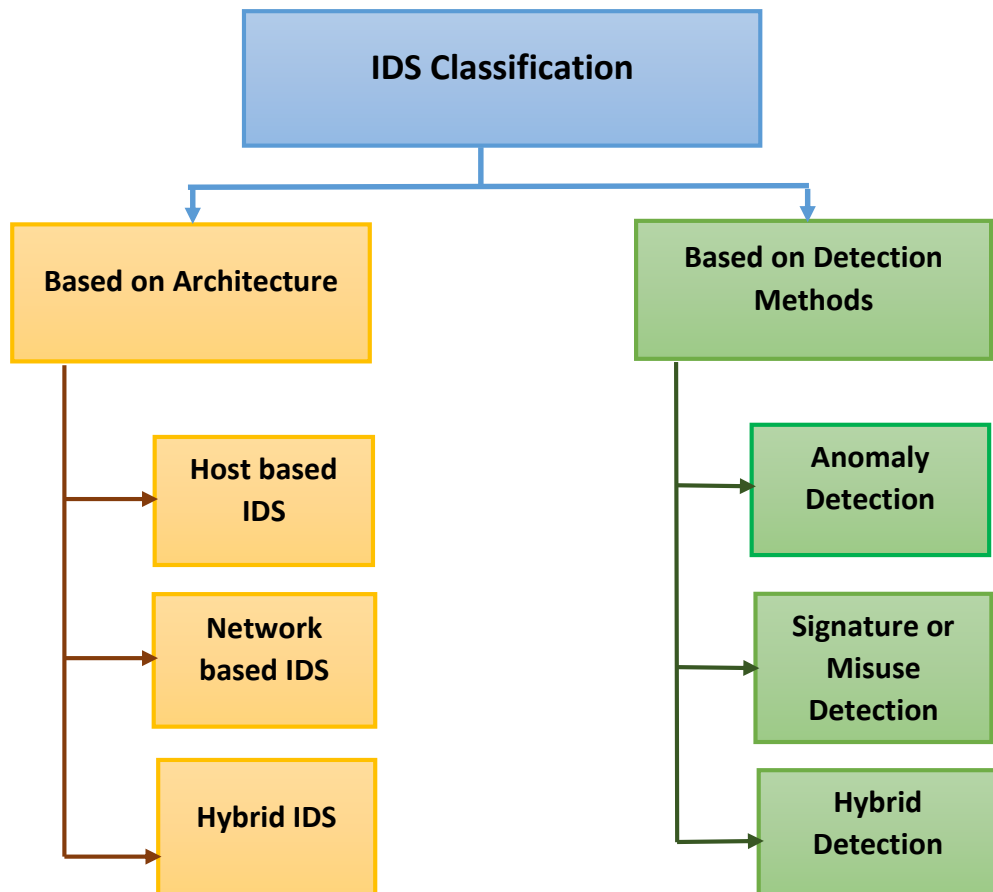 IDS Classification
Based on Architecture
Based on Detection
Methods
Host based
IDS
Network
based IDS
Hybrid IDS
Anomaly
Detection
Signature or
Misuse
Detection
Hybrid
Detection